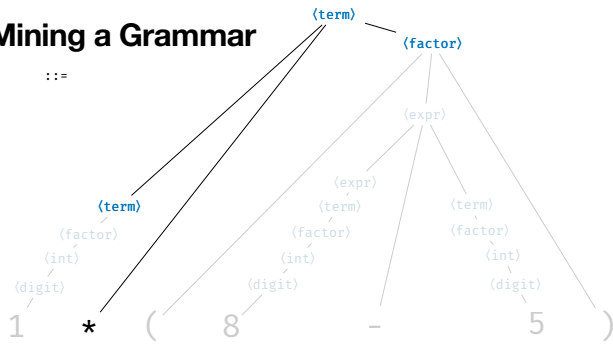 Mining a Grammar
::=
⟨term⟩
⟨factor⟩
⟨expr⟩
⟨expr⟩
⟨term⟩ ⟨term⟩ ⟨term⟩
⟨factor⟩ ⟨factor⟩ ⟨factor⟩
⟨int⟩ ⟨int⟩ ⟨int⟩
⟨digit⟩ ⟨digit⟩ ⟨digit⟩
1 * ( 8 - 5 )